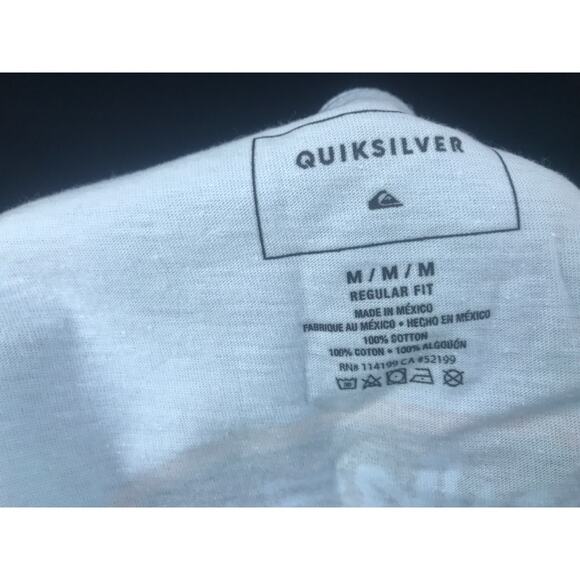 QUIKSILVER
M / M / M
REGULAR FIT
MADE IN MÉXICO
FABRIQUE AU MÉXICO • HECHO EN MÉXICO
100% COTTON
100% COTON • 100% ALGODÓN
RN# 114199 CA #52199